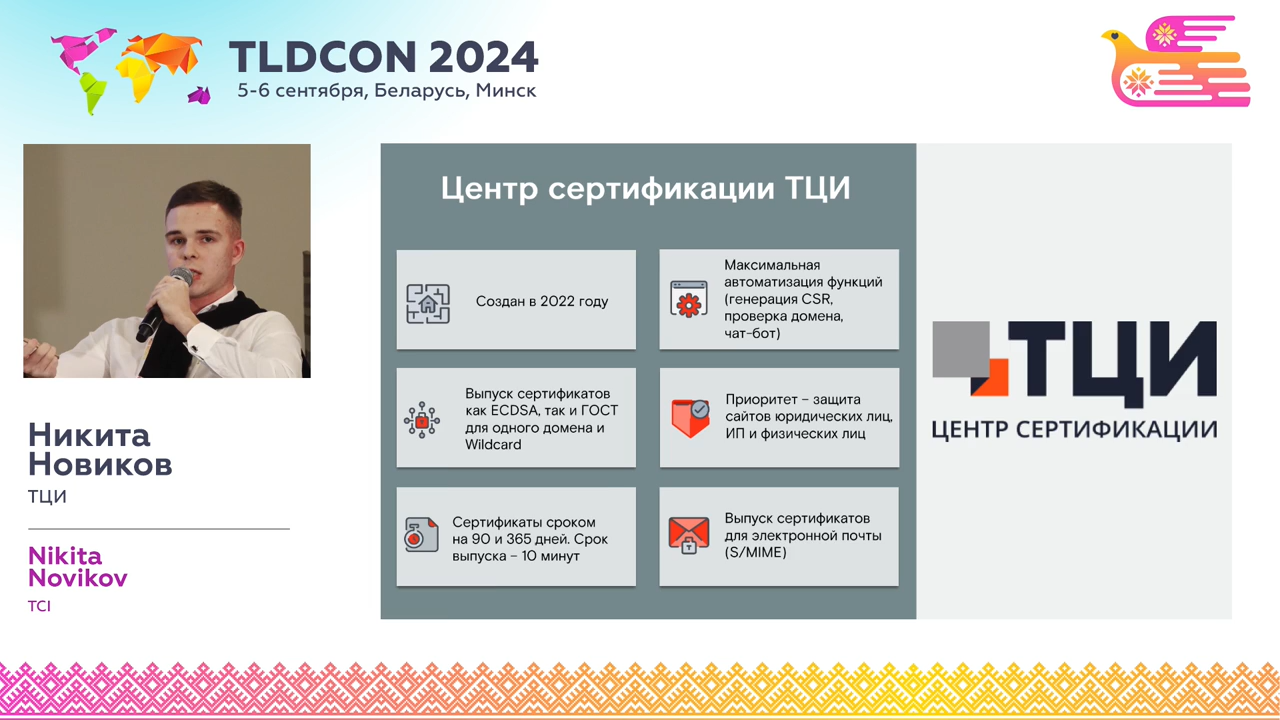 TLDCON 2024
5-6 сентября, Беларусь, Минск
Никита
Новиков
ТЦИ
Nikita
Novikov
TCI
Центр сертификации ТЦИ
Создан в 2022 году
Максимальная
автоматизация функций
(генерация CSR,
проверка домена,
чат-бот)
Выпуск сертификатов
как ECDSA, так и ГОСТ
для одного домена и
Wildcard
Приоритет – защита
сайтов юридических лиц,
ИП и физических лиц
Сертификаты сроком
на 90 и 365 дней. Срок
выпуска – 10 минут
Выпуск сертификатов
для электронной почты
(S/MIME)
ТЦИ
ЦЕНТР СЕРТИФИКАЦИИ